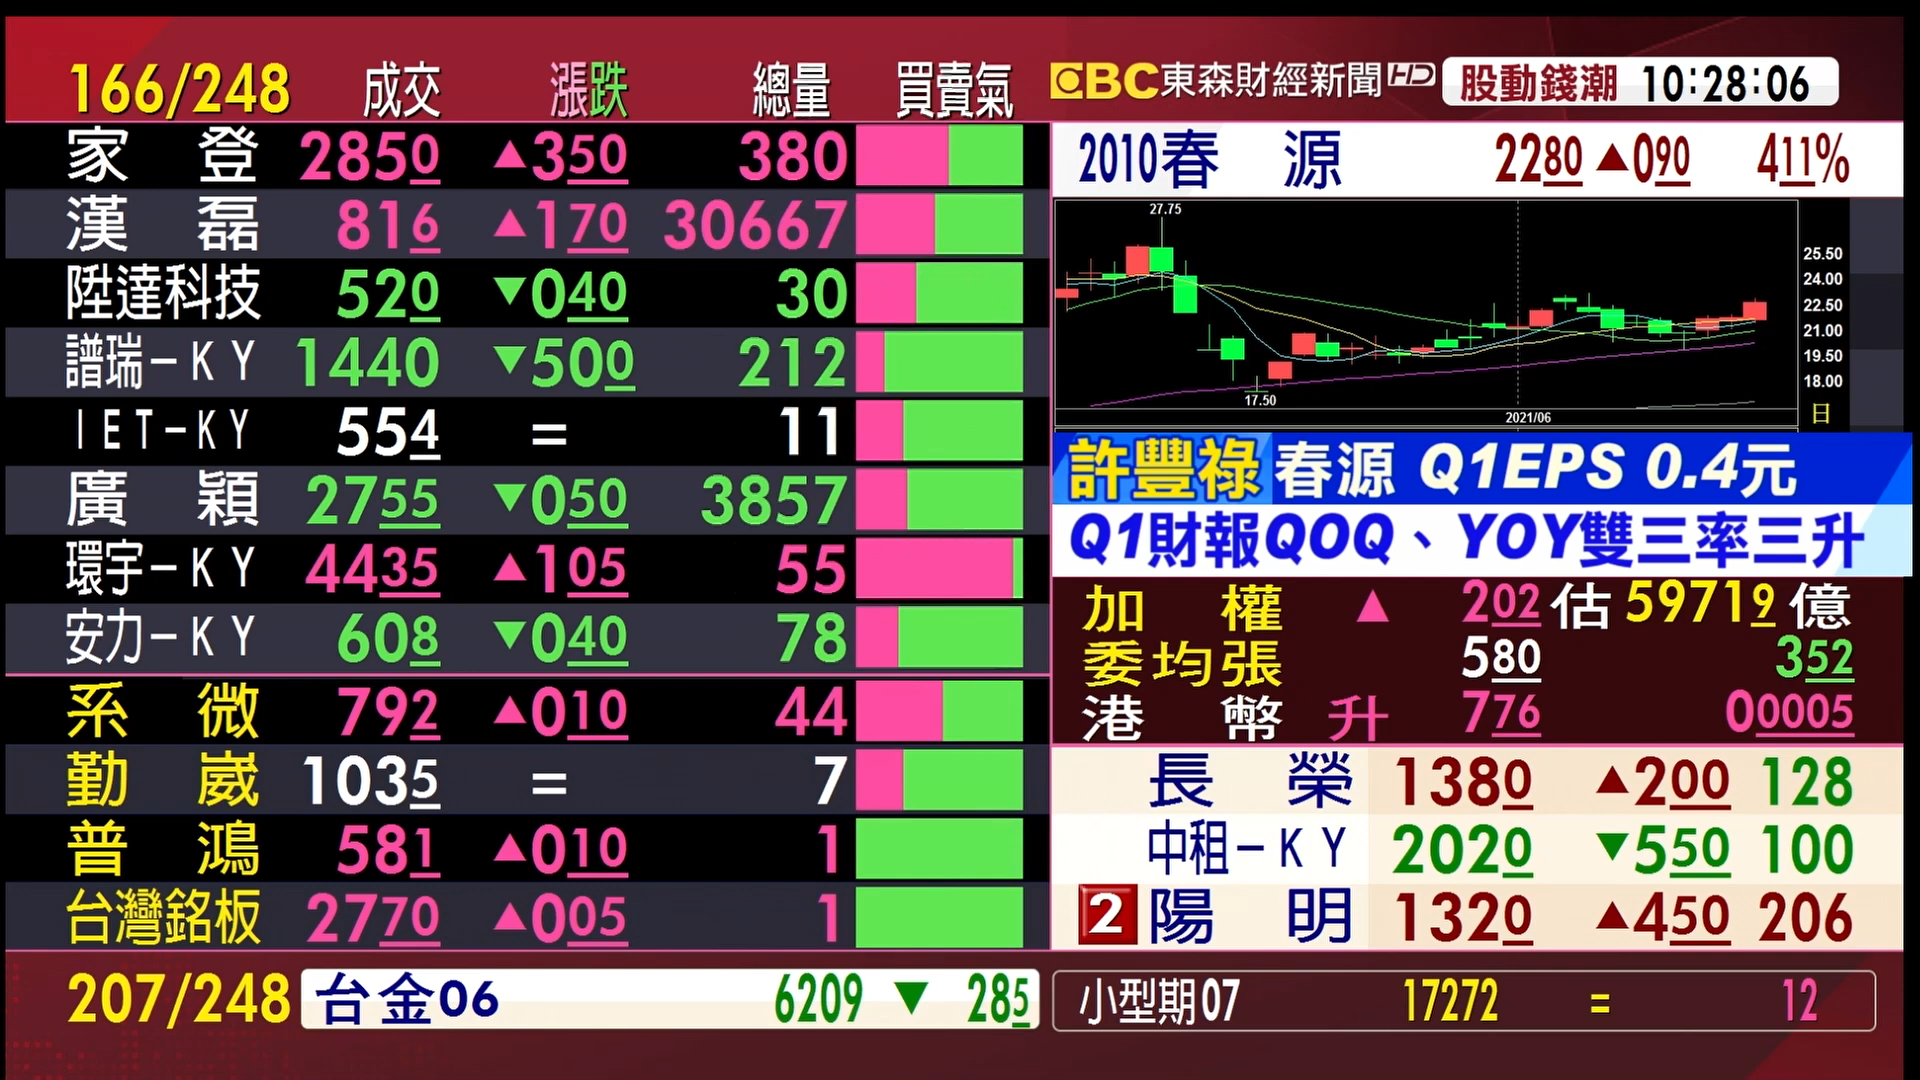 166/248 成交 漲跌 總量 買賣氣
家登 2850 ▲350 380
漢磊 816 ▲170 30667
陞達科技 520 ▼040 30
譜瑞-KY 1440 ▼500 212
IET-KY 554 = 11
廣穎 2755 ▼050 3857
環宇-KY 4435 ▲105 55
安力-KY 608 ▼040 78
系微 792 ▲010 44
勤崴 1035 = 7
普鴻 581 ▲010 1
台灣銘板 2770 ▲005 1
207/248 台金06 6209 ▼ 285
EBC東森財經新聞HD 股動錢潮 10:28:06
2010春源 2280 ▲090 411%
27.75
25.50
24.00
22.50
21.00
19.50
18.00
17.50
2021/06
日
許豐祿 春源 Q1EPS 0.4元
Q1財報QOQ、YOY雙三率三升
加權 ▲ 202 估 597719 億
委均張 580 352
港幣 升 776 00005
長榮 1380 ▲200 128
中租-KY 2020 ▼550 100
2 陽明 1320 ▲450 206
小型期07 17272 = 12